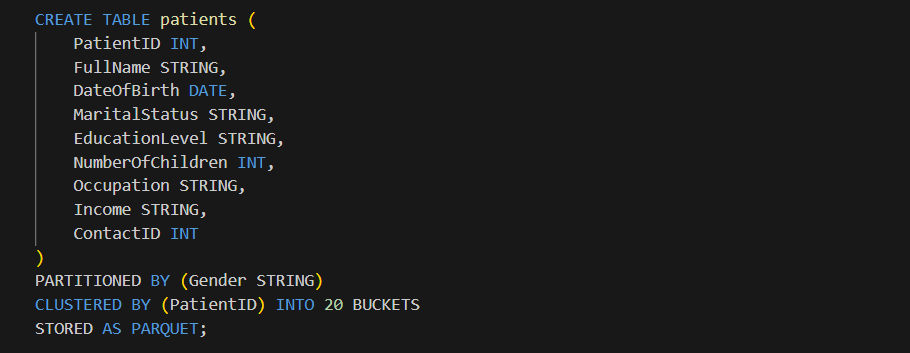 CREATE TABLE patients (
PatientID INT,
FullName STRING,
DateOfBirth DATE,
MaritalStatus STRING,
EducationLevel STRING,
NumberOfChildren INT,
Occupation STRING,
Income STRING,
ContactID INT
)
PARTITIONED BY (Gender STRING)
CLUSTERED BY (PatientID) INTO 20 BUCKETS
STORED AS PARQUET;